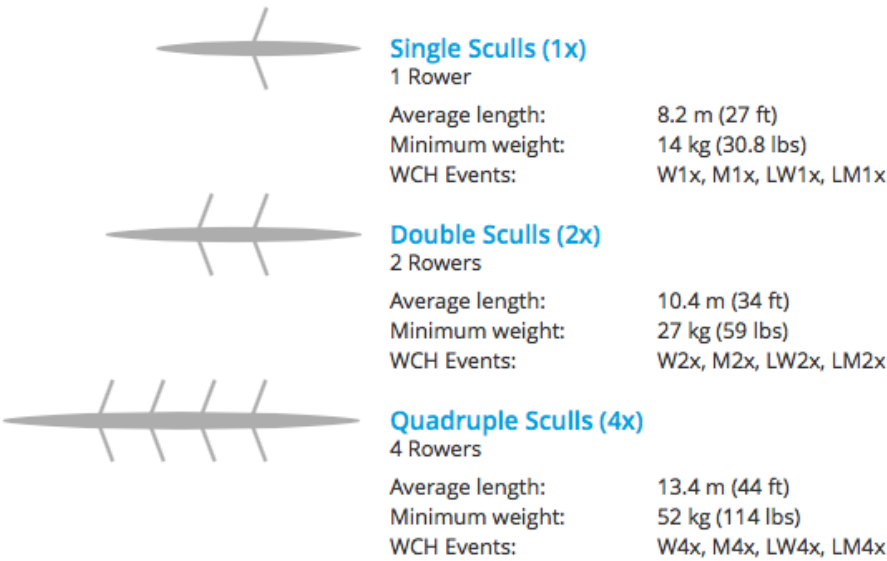 Single Sculls (1x)
1 Rower
Average length: 8.2 m (27 ft)
Minimum weight: 14 kg (30.8 lbs)
WCH Events: W1x, M1x, LW1x, LM1x
Double Sculls (2x)
2 Rowers
Average length: 10.4 m (34 ft)
Minimum weight: 27 kg (59 lbs)
WCH Events: W2x, M2x, LW2x, LM2x
Quadruple Sculls (4x)
4 Rowers
Average length: 13.4 m (44 ft)
Minimum weight: 52 kg (114 lbs)
WCH Events: W4x, M4x, LW4x, LM4x